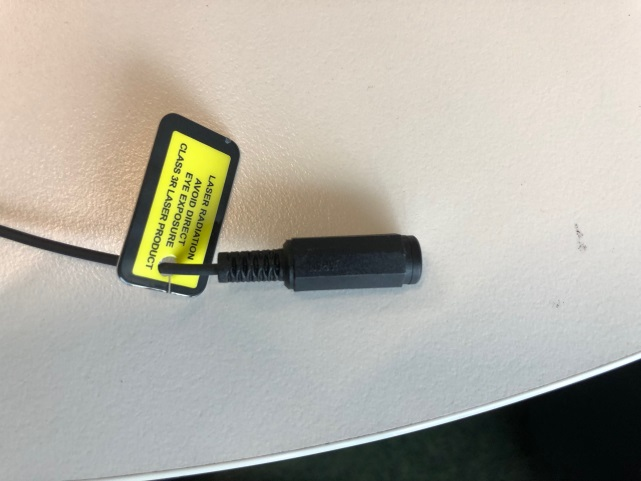 LASER RADIATION
AVOID DIRECT
EYE EXPOSURE
CLASS 3R LASER PRODUCT